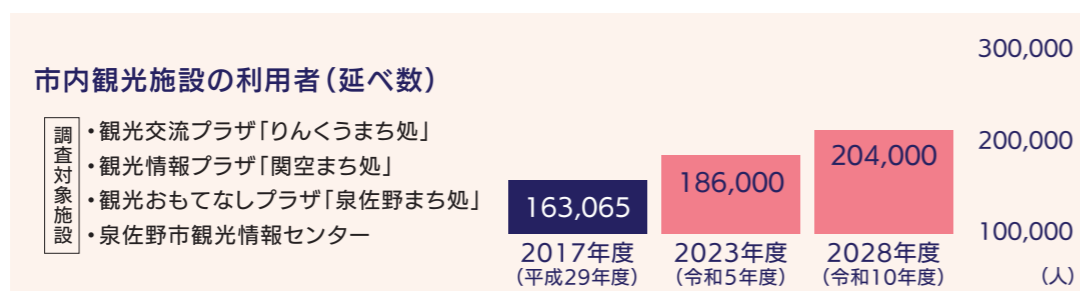 市内観光施設の利用者（延べ数）
調査対象施設
・観光交流プラザ「りんくうまち処」
・観光情報プラザ「関空まち処」
・観光おもてなしプラザ「泉佐野まち処」
・泉佐野市観光情報センター
163,065
2017年度
（平成29年度）
186,000
2023年度
（令和5年度）
204,000
2028年度
（令和10年度）
300,000
200,000
100,000
（人）